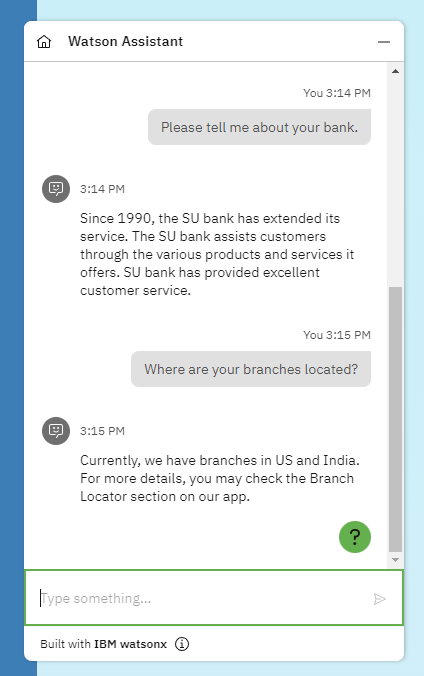 Watson Assistant
You 3:14 PM
Please tell me about your bank.
3:14 PM
Since 1990, the SU bank has extended its
service. The SU bank assists customers
through the various products and services it
offers. SU bank has provided excellent
customer service.
You 3:15 PM
Where are your branches located?
3:15 PM
Currently, we have branches in US and India.
For more details, you may check the Branch
Locator section on our app.
?
Type something...
Built with IBM watsonx